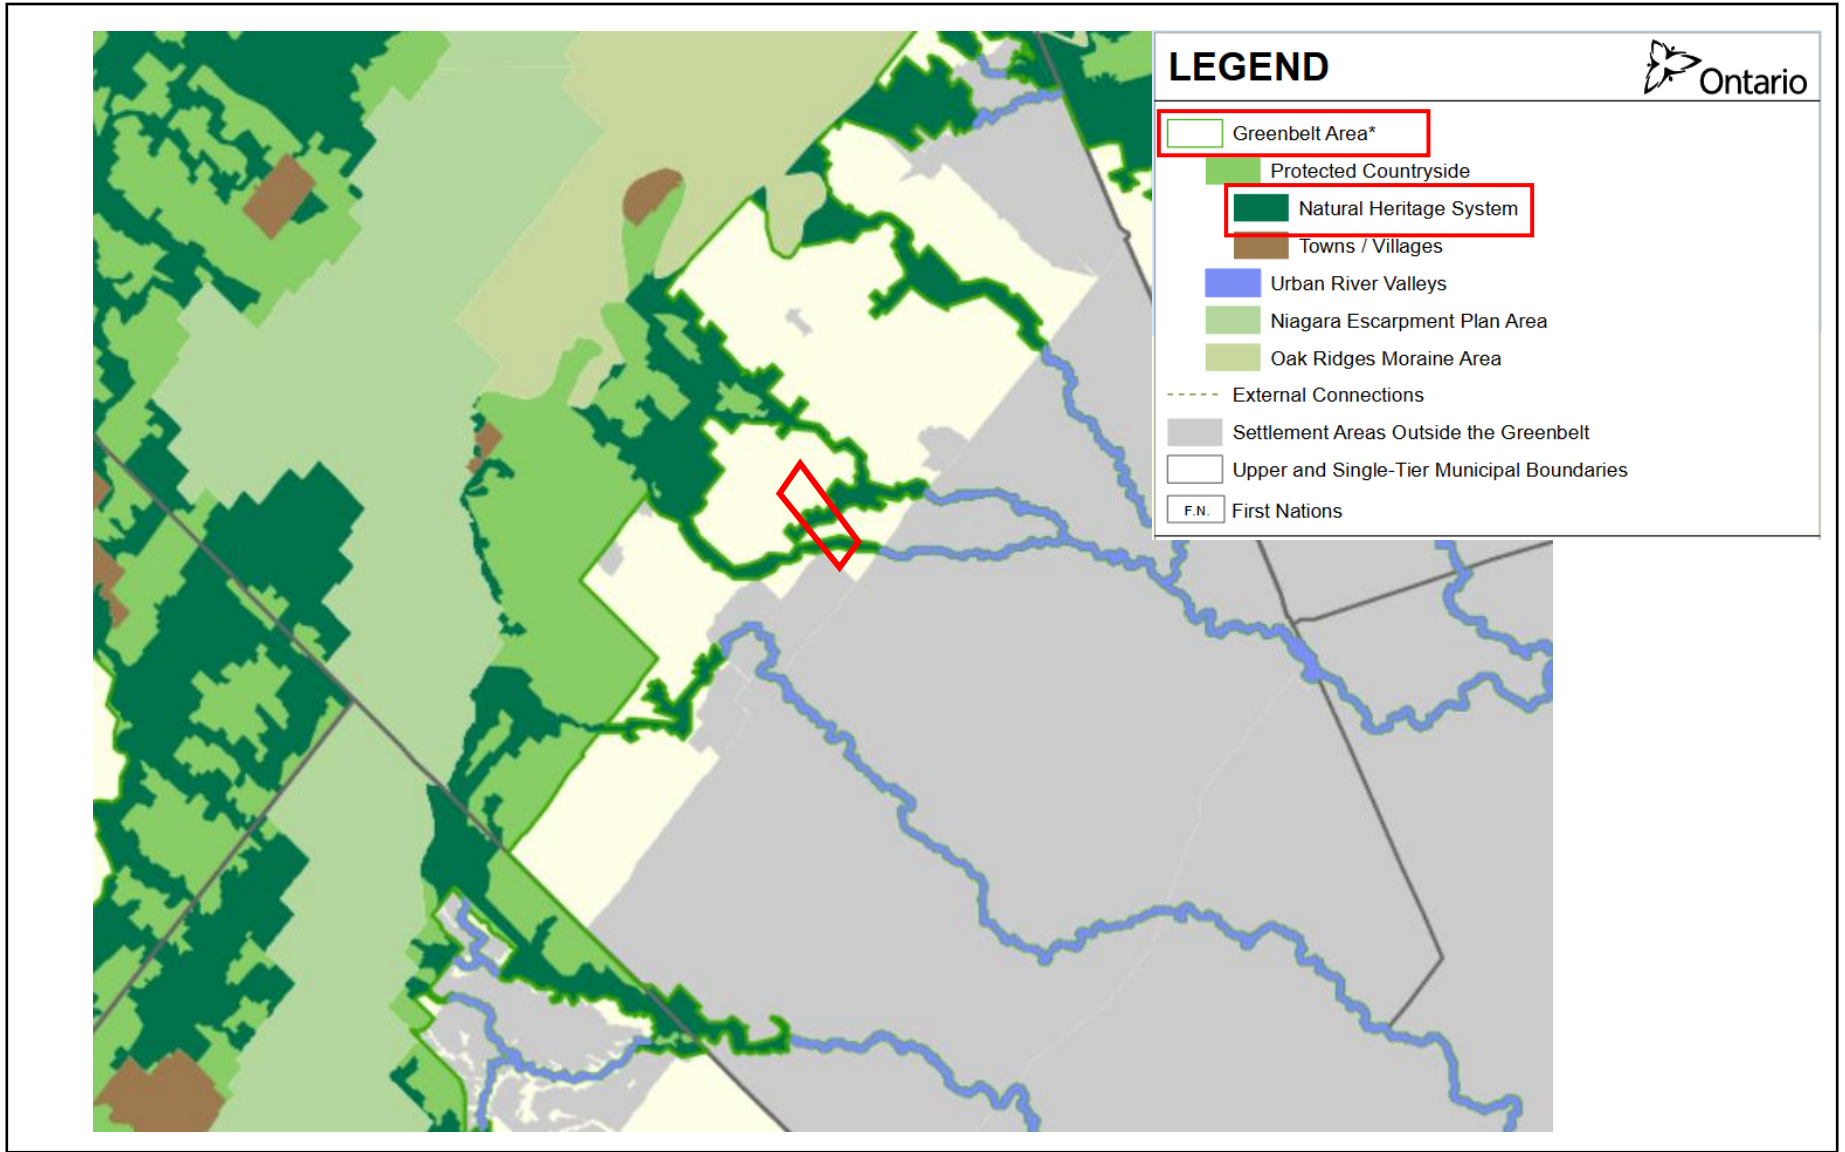 LEGEND
Ontario
Greenbelt Area*
Protected Countryside
Natural Heritage System
Towns / Villages
Urban River Valleys
Niagara Escarpment Plan Area
Oak Ridges Moraine Area
External Connections
Settlement Areas Outside the Greenbelt
Upper and Single-Tier Municipal Boundaries
F.N. First Nations